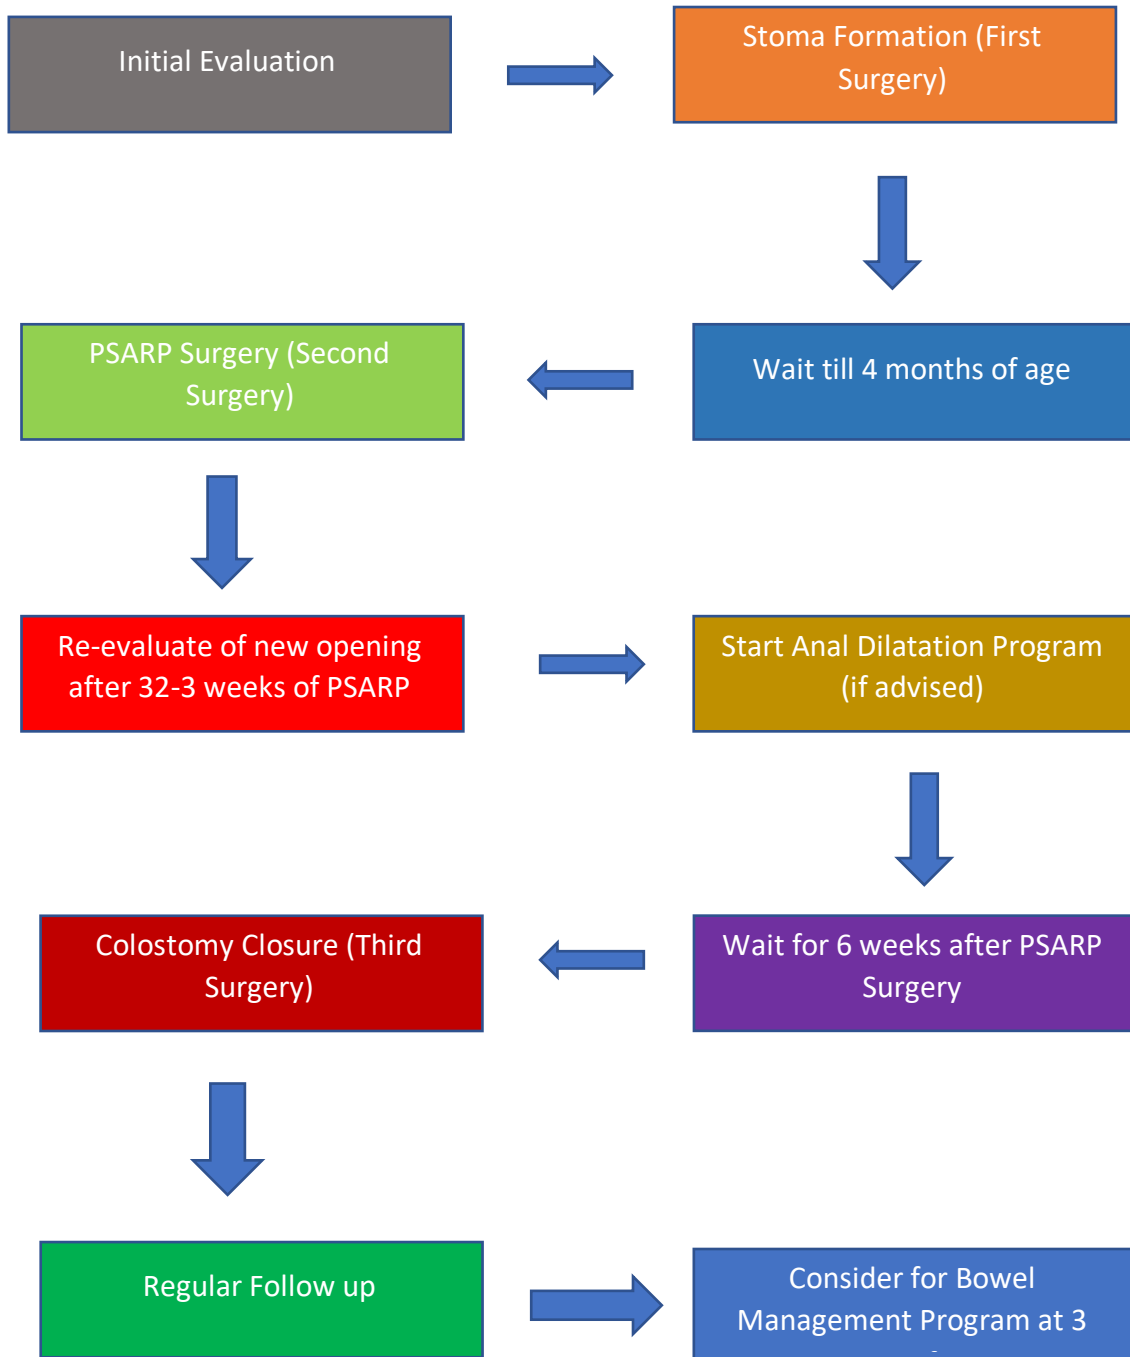 Initial Evaluation
Stoma Formation (First
Surgery)
Wait till 4 months of age
PSARP Surgery (Second
Surgery)
Re-evaluate of new opening
after 32-3 weeks of PSARP
Start Anal Dilatation Program
(if advised)
Wait for 6 weeks after PSARP
Surgery
Colostomy Closure (Third
Surgery)
Regular Follow up
Consider for Bowel
Management Program at 3